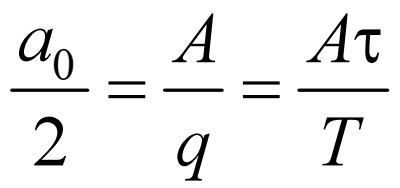 a₀/2 = A/q = Aτ/T